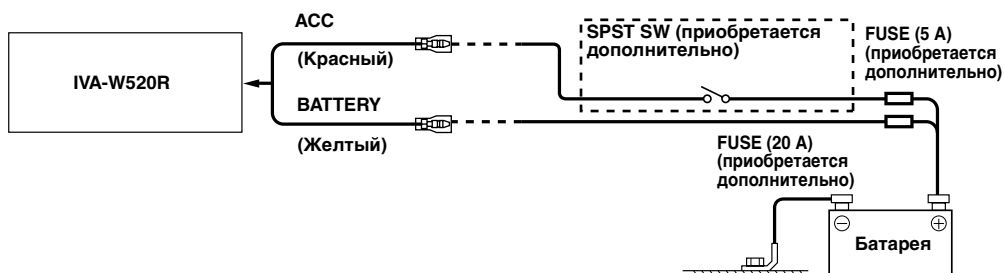 ACC
(Красный)
IVA-W520R
BATTERY
(Желтый)
SPST SW (приобретается
дополнительно)
FUSE (5 A)
(приобретается
дополнительно)
FUSE (20 A)
(приобретается
дополнительно)
Батарея